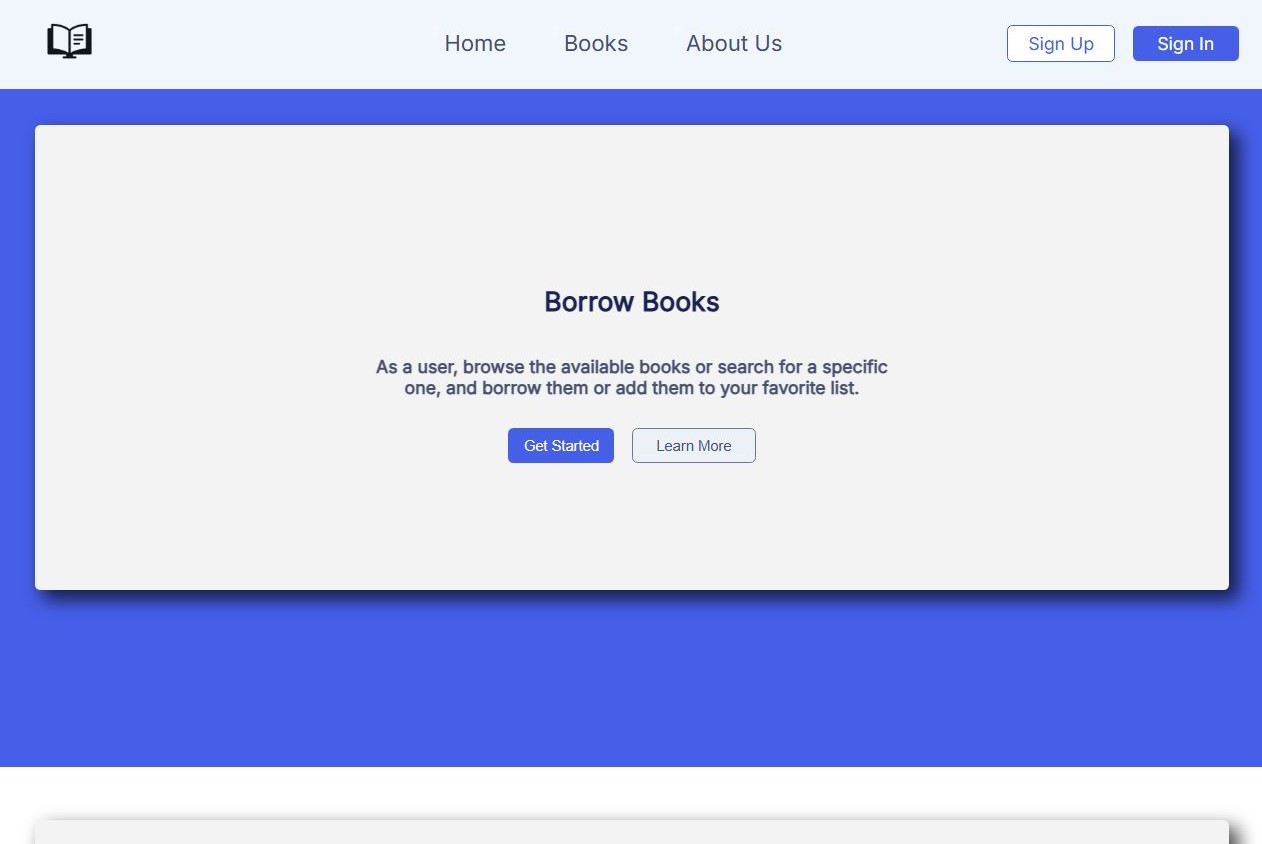 Home
Books
About Us
Sign Up
Sign In
Borrow Books
As a user, browse the available books or search for a specific
one, and borrow them or add them to your favorite list.
Get Started
Learn More